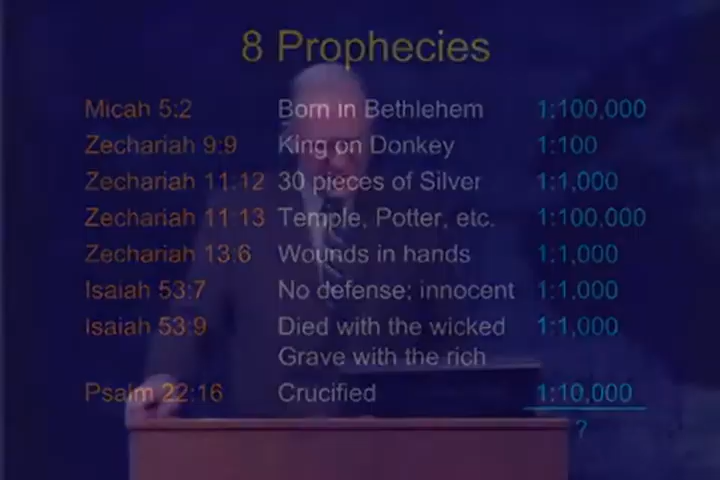 8 Prophecies
Micah 5:2 Born in Bethlehem 1:100,000
Zechariah 9:9 King on Donkey 1:100
Zechariah 11:12 30 pieces of Silver 1:1,000
Zechariah 11:13 Temple, Potter, etc. 1:100,000
Zechariah 13:6 Wounds in hands 1:1,000
Isaiah 53:7 No defense; innocent 1:1,000
Isaiah 53:9 Died with the wicked 1:1,000
Grave with the rich
Psalm 22:16 Crucified 1:10,000
?